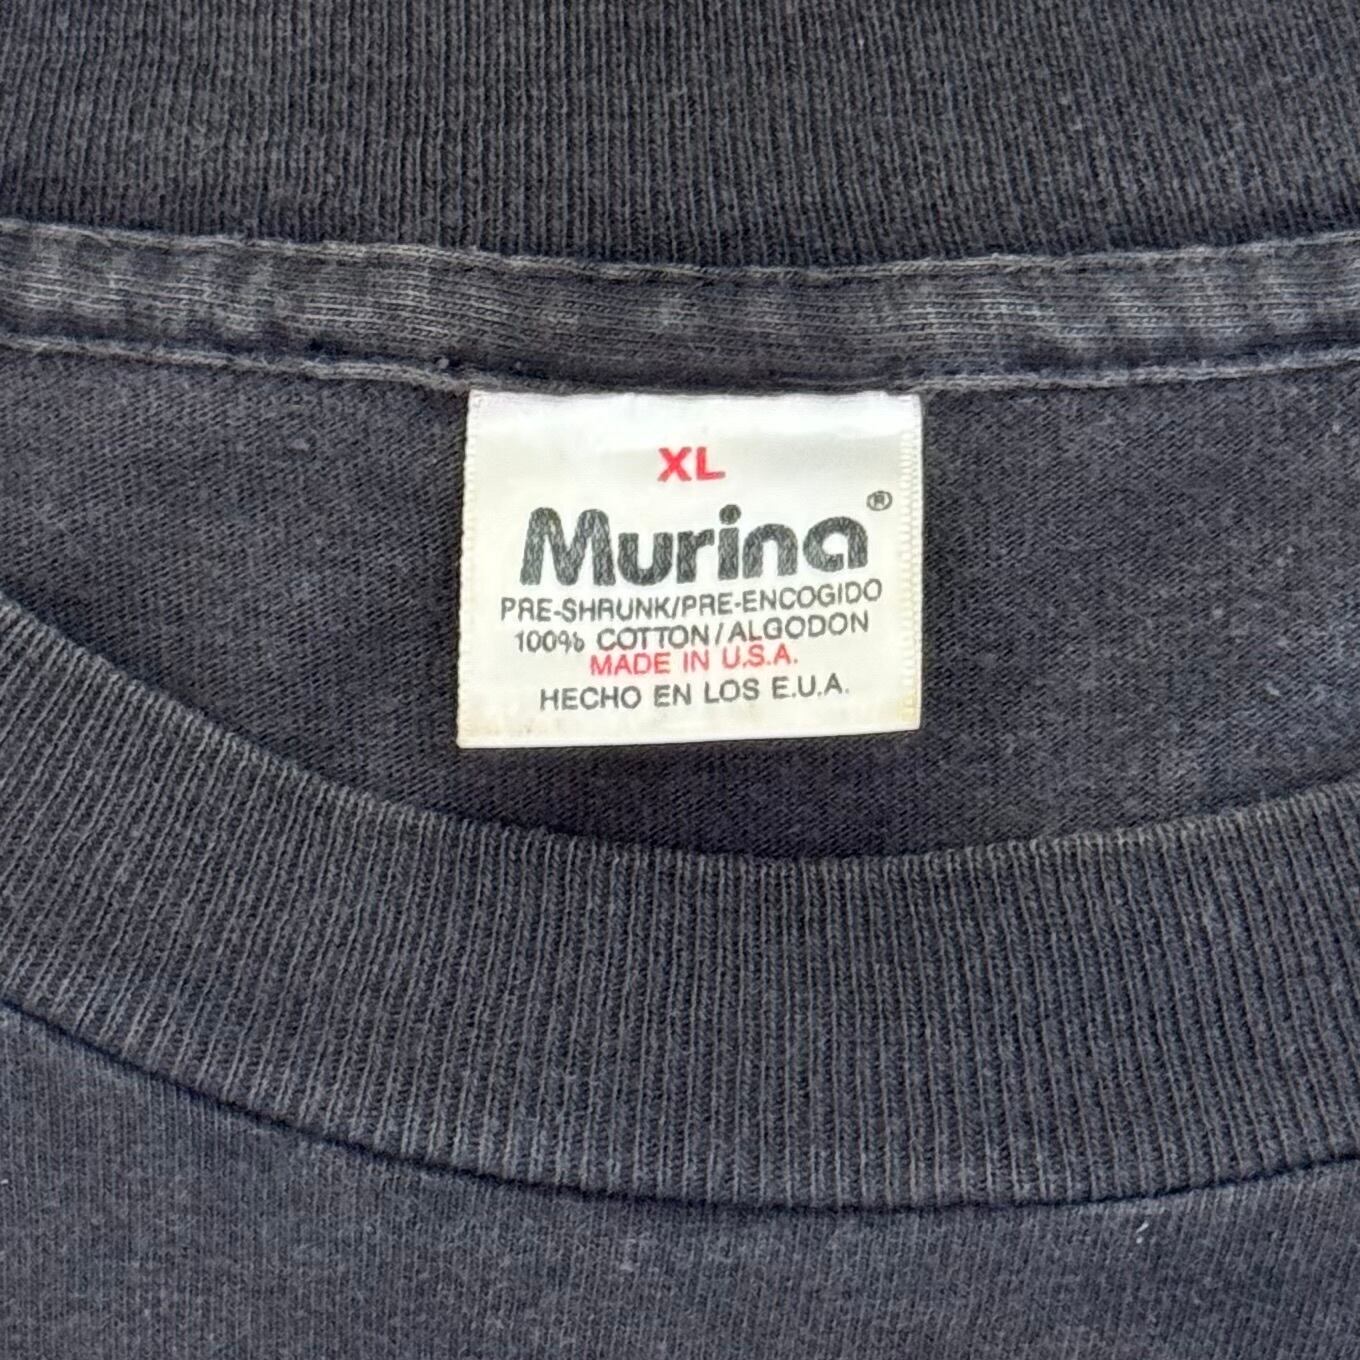 XL
Murina®
PRE-SHRUNK/PRE-ENCOGIDO
100% COTTON/ALGODON
MADE IN U.S.A.
HECHO EN LOS E.U.A.